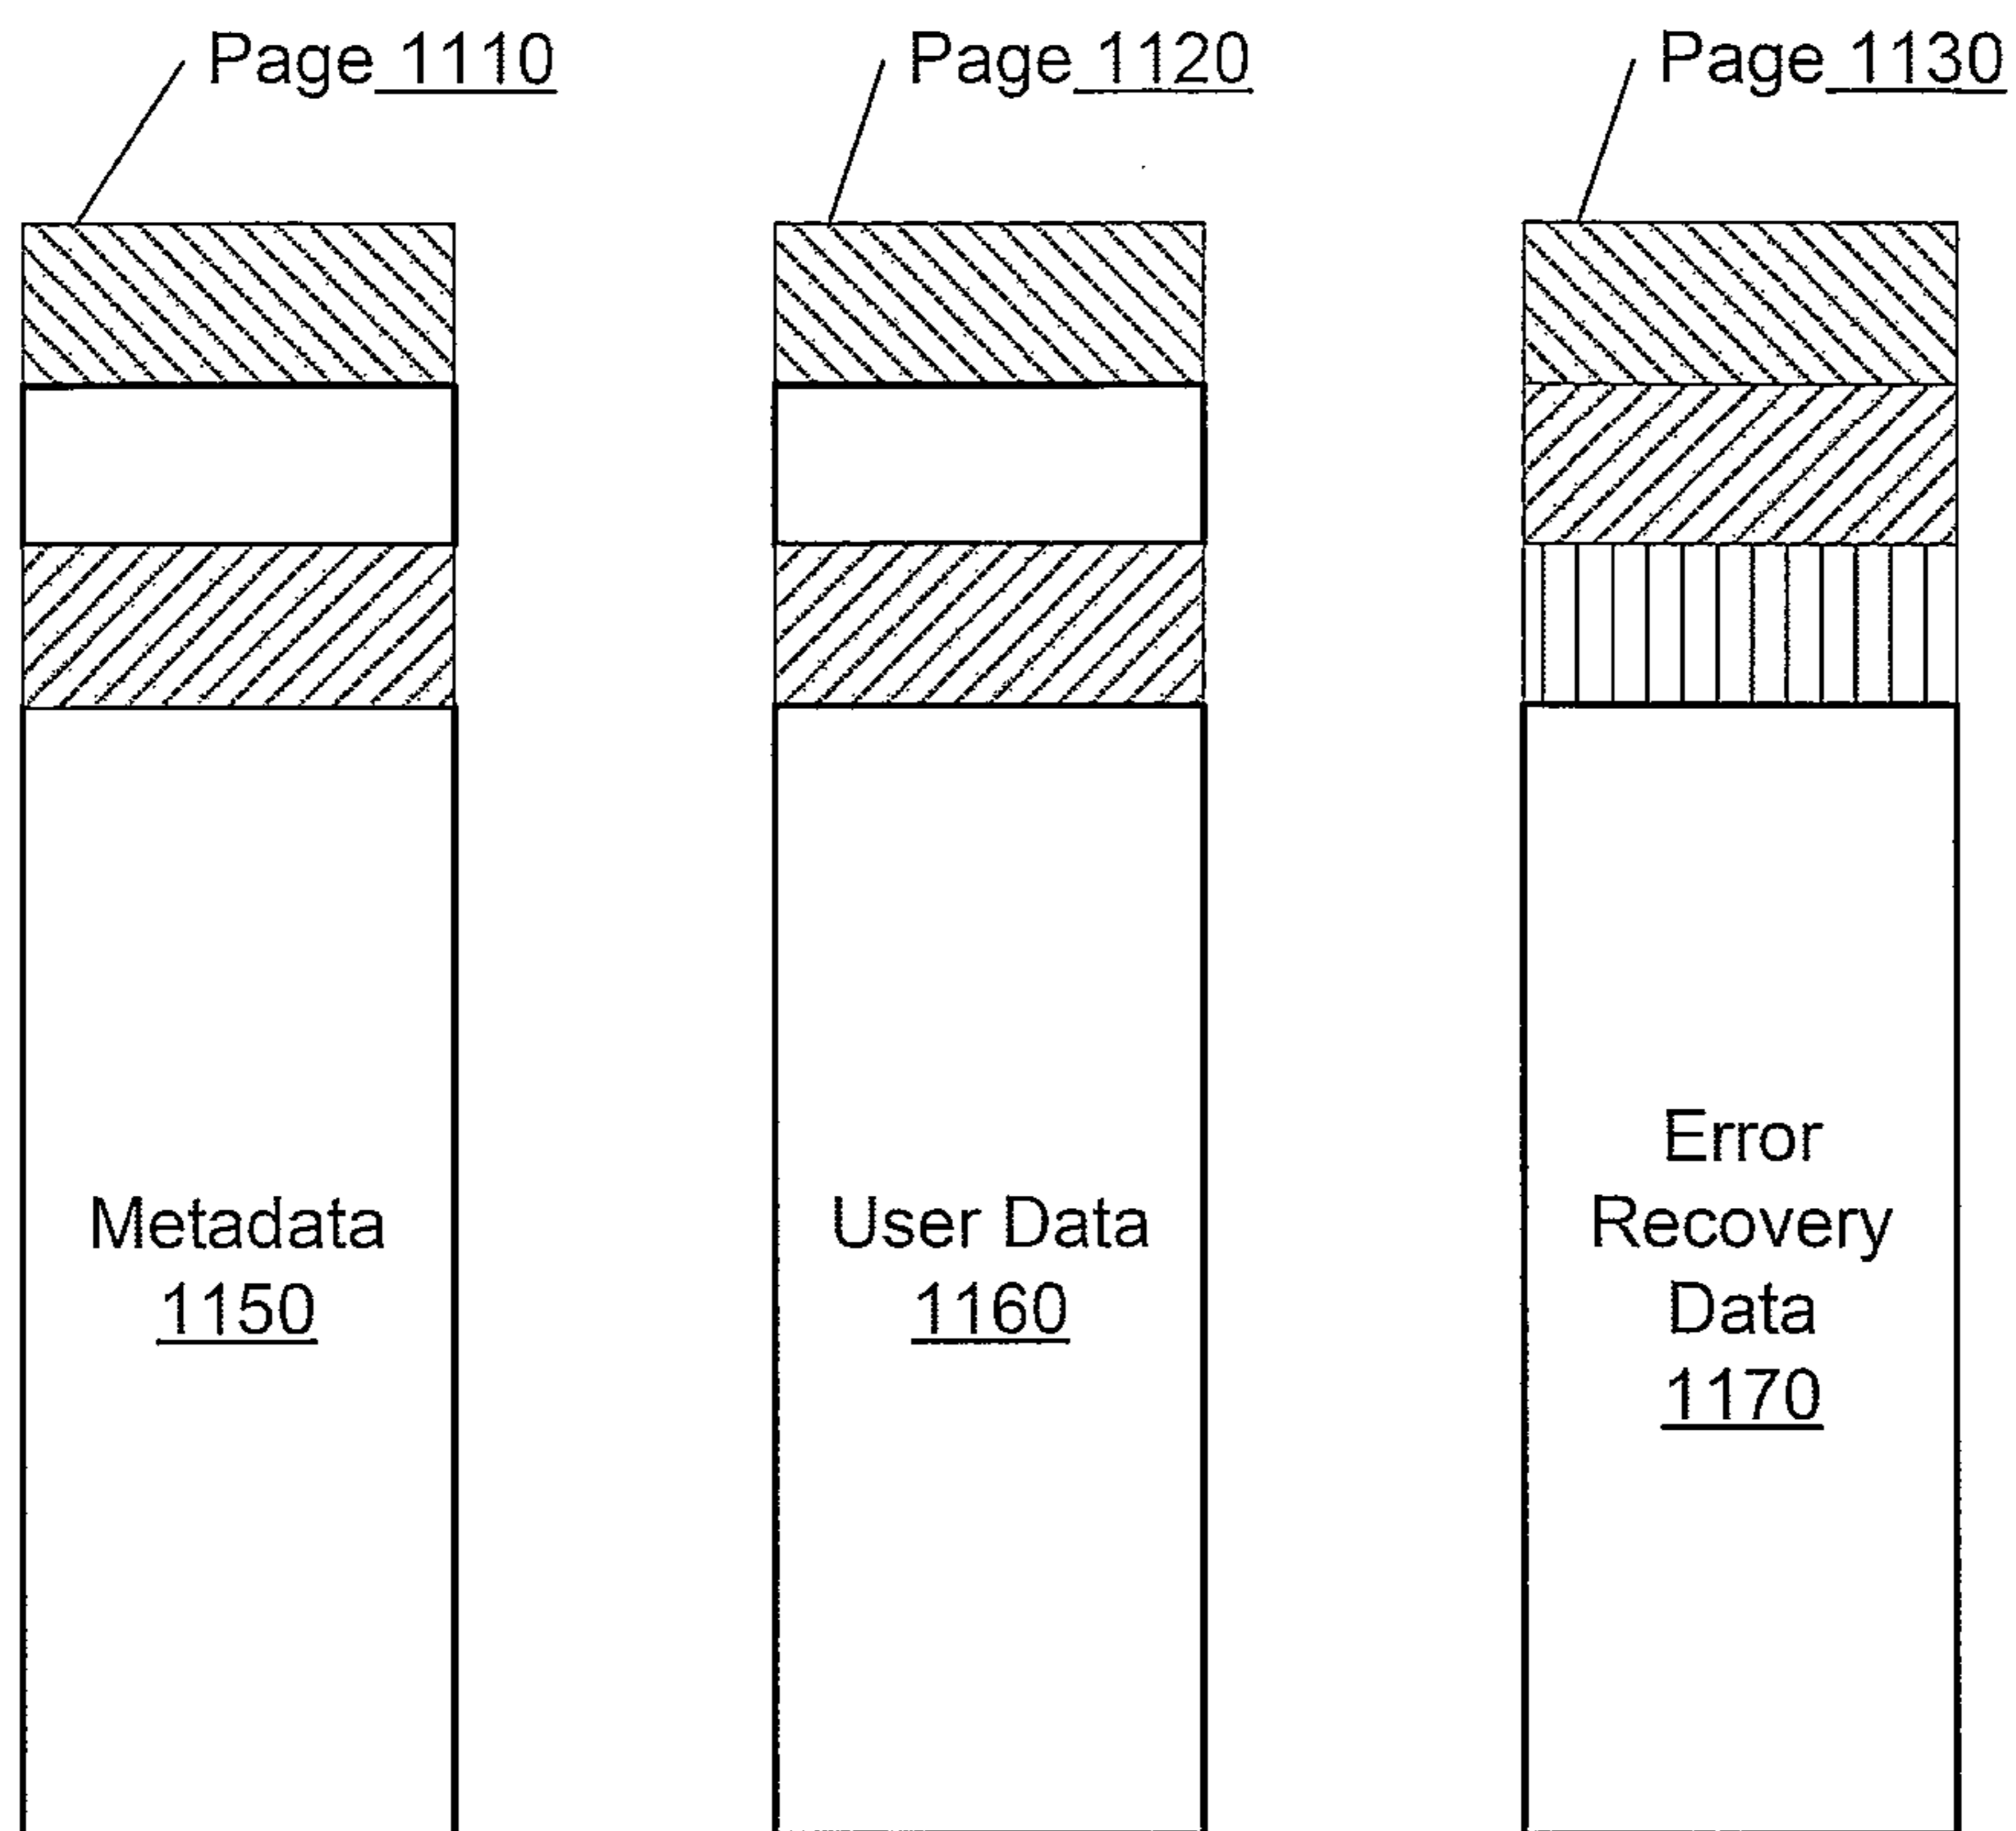 Page 1110
Page 1120
Page 1130
Metadata
1150
User Data
1160
Error
Recovery
Data
1170